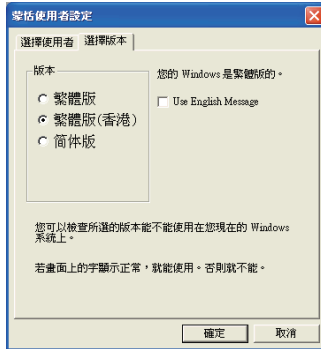 蒙恬使用者設定
選擇使用者 選擇版本
版本
繁體版
繁體版(香港)
简体版
您的 Windows 是繁體版的。
Use English Message
您可以檢查所選的版本能不能使用在您現在的 Windows
系統上。
若畫面上的字顯示正常，就能使用。否則就不能。
確定 取消